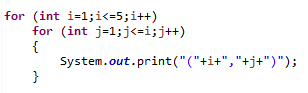 for (int i=1;i<=5;i++)
    for (int j=1;j<=i;j++)
    {
        System.out.print("("+i+","+j+")");
    }